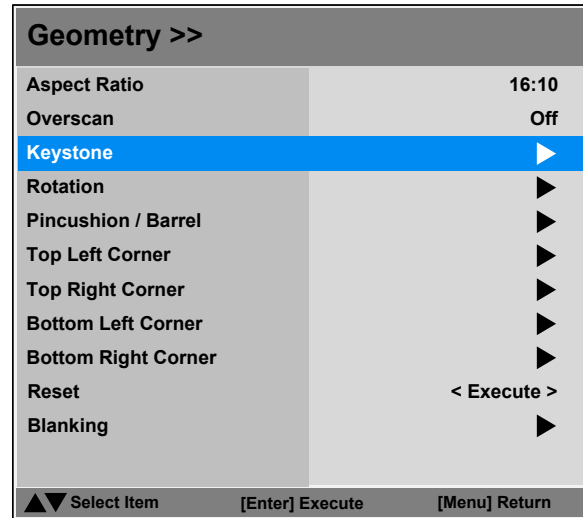 Geometry >>
Aspect Ratio 16:10
Overscan Off
Keystone
Rotation
Pincushion / Barrel
Top Left Corner
Top Right Corner
Bottom Left Corner
Bottom Right Corner
Reset < Execute >
Blanking
Select Item [Enter] Execute [Menu] Return